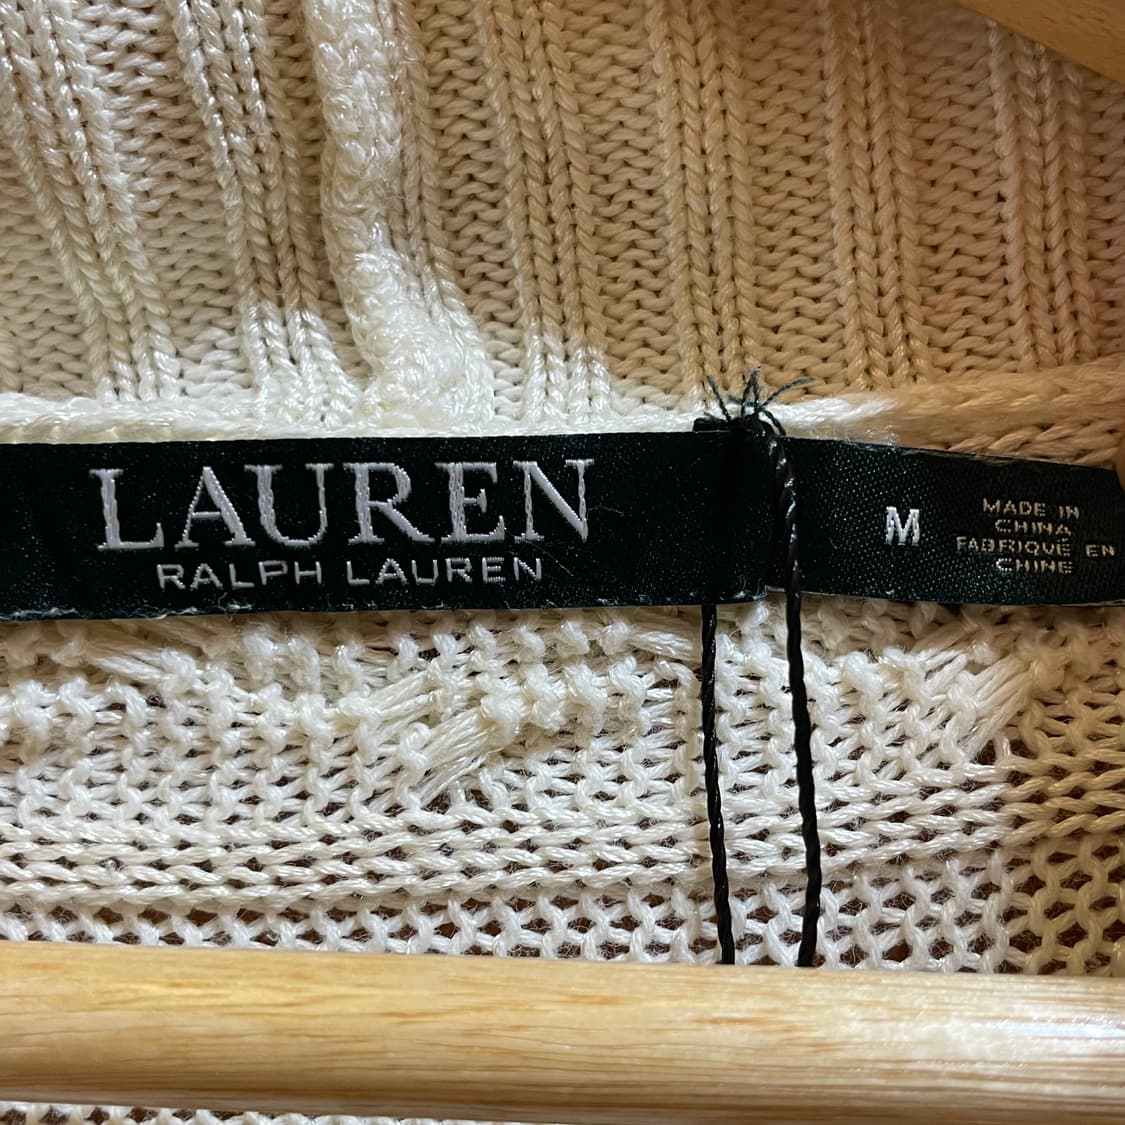 LAUREN
RALPH LAUREN
M
MADE IN
CHINA
FABRIQUÉ EN
CHINE